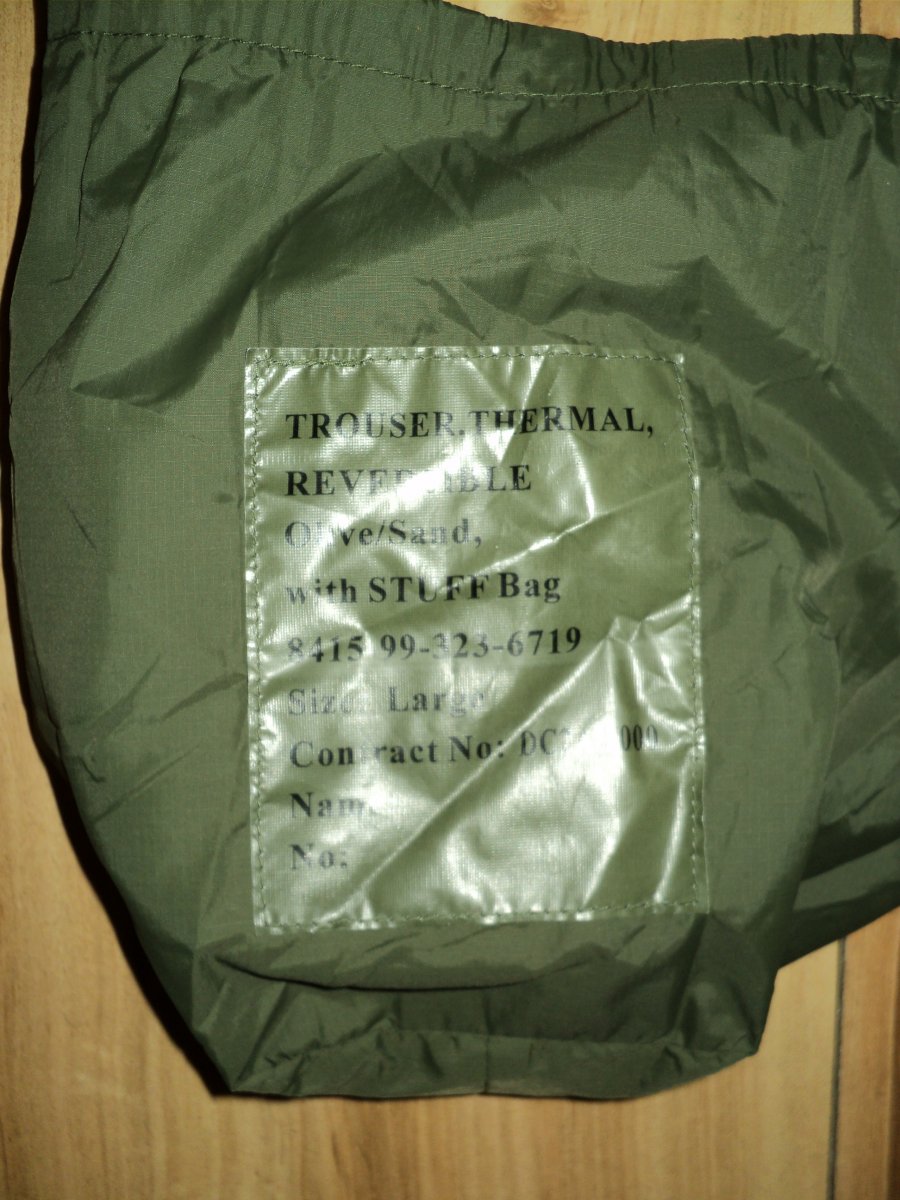 TROUSER.THERMAL,
REVERSIBLE
Olive/Sand,
with STUFF Bag
8415 99-323-6719
Size: Large
Contract No:
Name
No: